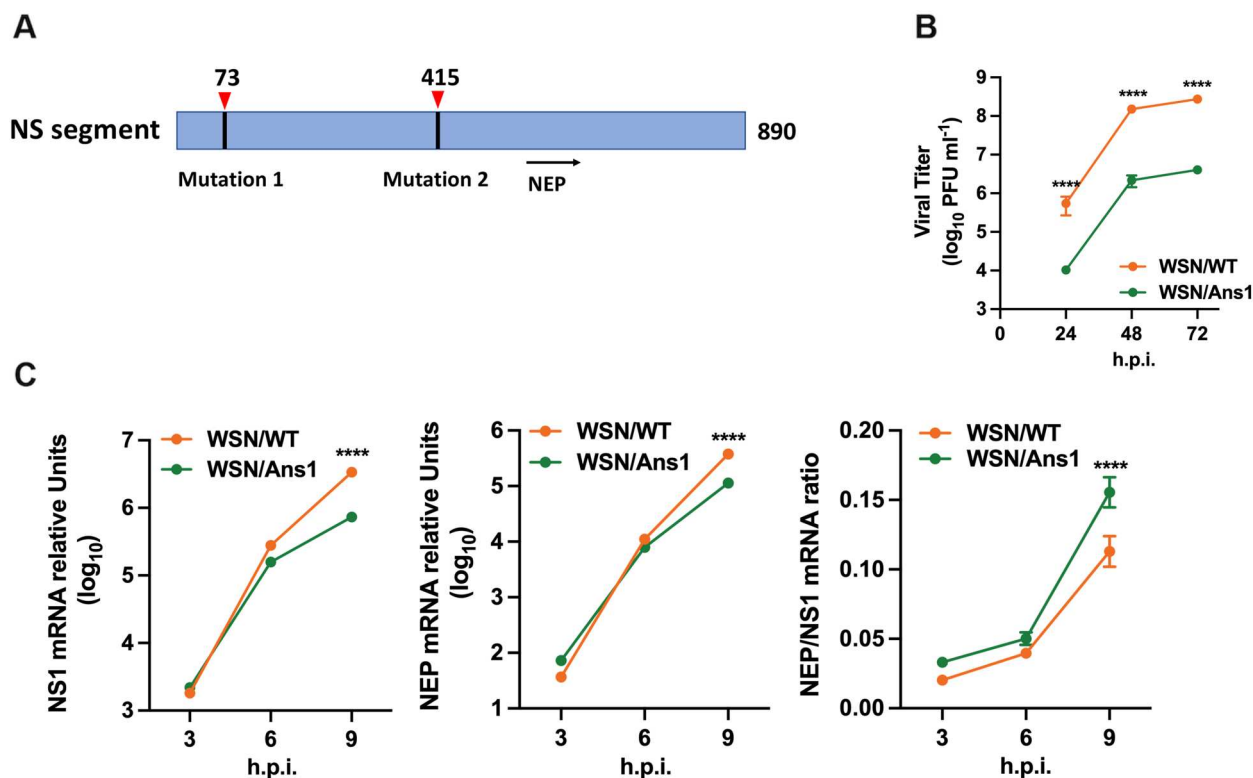 A
73
415
NS segment
890
Mutation 1
Mutation 2
NEP
B
Viral Titer
(log₁₀ PFU ml⁻¹)
9
8
7
6
5
4
3
****
****
****
WSN/WT
WSN/Ans1
0
24
48
72
h.p.i.
C
NS1 mRNA relative Units
(log₁₀)
7
6
5
4
3
WSN/WT
WSN/Ans1
****
3
6
9
h.p.i.
NEP mRNA relative Units
(log₁₀)
6
5
4
3
2
1
WSN/WT
WSN/Ans1
****
3
6
9
h.p.i.
NEP/NS1 mRNA ratio
0.20
0.15
0.10
0.05
0.00
WSN/WT
WSN/Ans1
****
3
6
9
h.p.i.